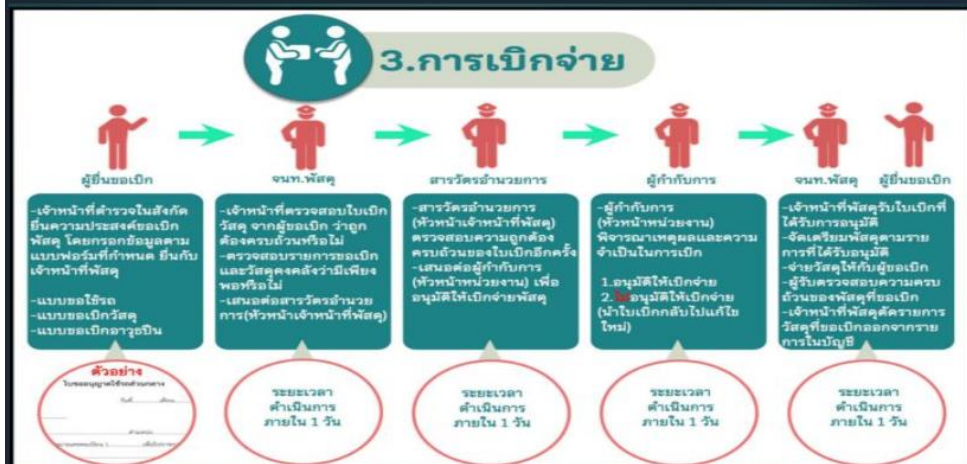 3.การเบิกจ่าย
ผู้ยื่นขอเบิก
จนท.พัสดุ
สารวัตรอำนวยการ
ผู้กำกับการ
จนท.พัสดุ
ผู้ยื่นขอเบิก
-เจ้าหน้าที่ตำรวจในสังกัด
ยื่นความประสงค์ขอเบิก
พัสดุ โดยกรอกข้อมูลตาม
แบบฟอร์มที่กำหนด ยื่นกับ
เจ้าหน้าที่พัสดุ
-แบบขอใช้รถ
-แบบขอเบิกวัสดุ
-แบบขอเบิกอาวุธปืน
-เจ้าหน้าที่ตรวจสอบใบเบิก
วัสดุ จากผู้ขอเบิก ว่าถูก
ต้องครบถ้วนหรือไม่
-ตรวจสอบรายการขอเบิก
และวัสดุคงคลังว่ามีเพียง
พอหรือไม่
-เสนอต่อสารวัตรอำนวย
การ(หัวหน้าเจ้าหน้าที่พัสดุ)
-สารวัตรอำนวยการ
(หัวหน้าเจ้าหน้าที่พัสดุ)
ตรวจสอบความถูกต้อง
ครบถ้วนของใบเบิกอีกครั้ง
-เสนอต่อผู้กำกับการ
(หัวหน้าหน่วยงาน) เพื่อ
อนุมัติให้เบิกจ่ายพัสดุ
-ผู้กำกับการ
(หัวหน้าหน่วยงาน)
พิจารณาเหตุผลและความ
จำเป็นในการเบิก
1.อนุมัติให้เบิกจ่าย
2.ไม่อนุมัติให้เบิกจ่าย
(นำใบเบิกกลับไปแก้ไข
ใหม่)
-เจ้าหน้าที่พัสดุรับใบเบิกที่
ได้รับการอนุมัติ
-จัดเตรียมพัสดุตามราย
การที่ได้รับอนุมัติ
-จ่ายวัสดุให้กับผู้ขอเบิก
-ผู้รับตรวจสอบความครบ
ถ้วนของพัสดุที่ขอเบิก
-เจ้าหน้าที่พัสดุตัดรายการ
วัสดุที่ขอเบิกออกจากราย
การในบัญชี
ตัวอย่าง
ใบขออนุญาตใช้รถส่วนกลาง
ระยะเวลา
ดำเนินการ
ภายใน 1 วัน
ระยะเวลา
ดำเนินการ
ภายใน 1 วัน
ระยะเวลา
ดำเนินการ
ภายใน 1 วัน
ระยะเวลา
ดำเนินการ
ภายใน 1 วัน